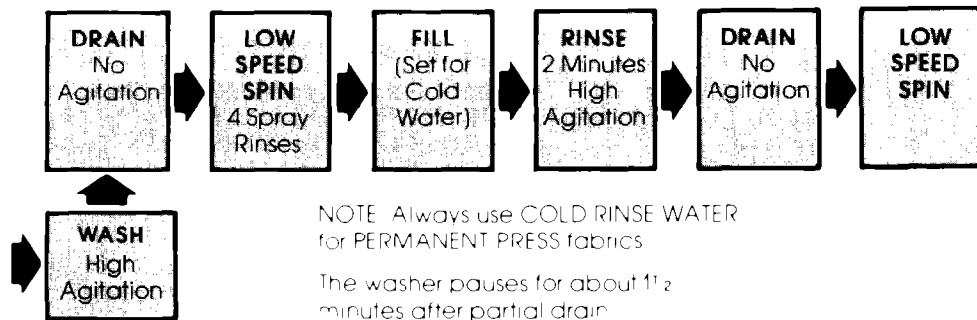 DRAIN
No
Agitation
LOW
SPEED
SPIN
4 Spray
Rinses
FILL
(Set for
Cold
Water)
RINSE
2 Minutes
High
Agitation
DRAIN
No
Agitation
LOW
SPEED
SPIN
WASH
High
Agitation
NOTE Always use COLD RINSE WATER
for PERMANENT PRESS fabrics
The washer pauses for about 1½
minutes after partial drain